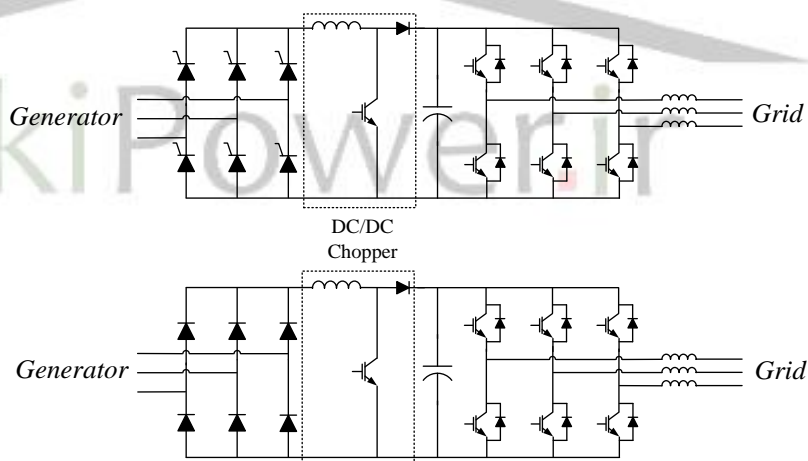 Generator
Grid
kiPower.ir
DC/DC
Chopper
Generator
Grid